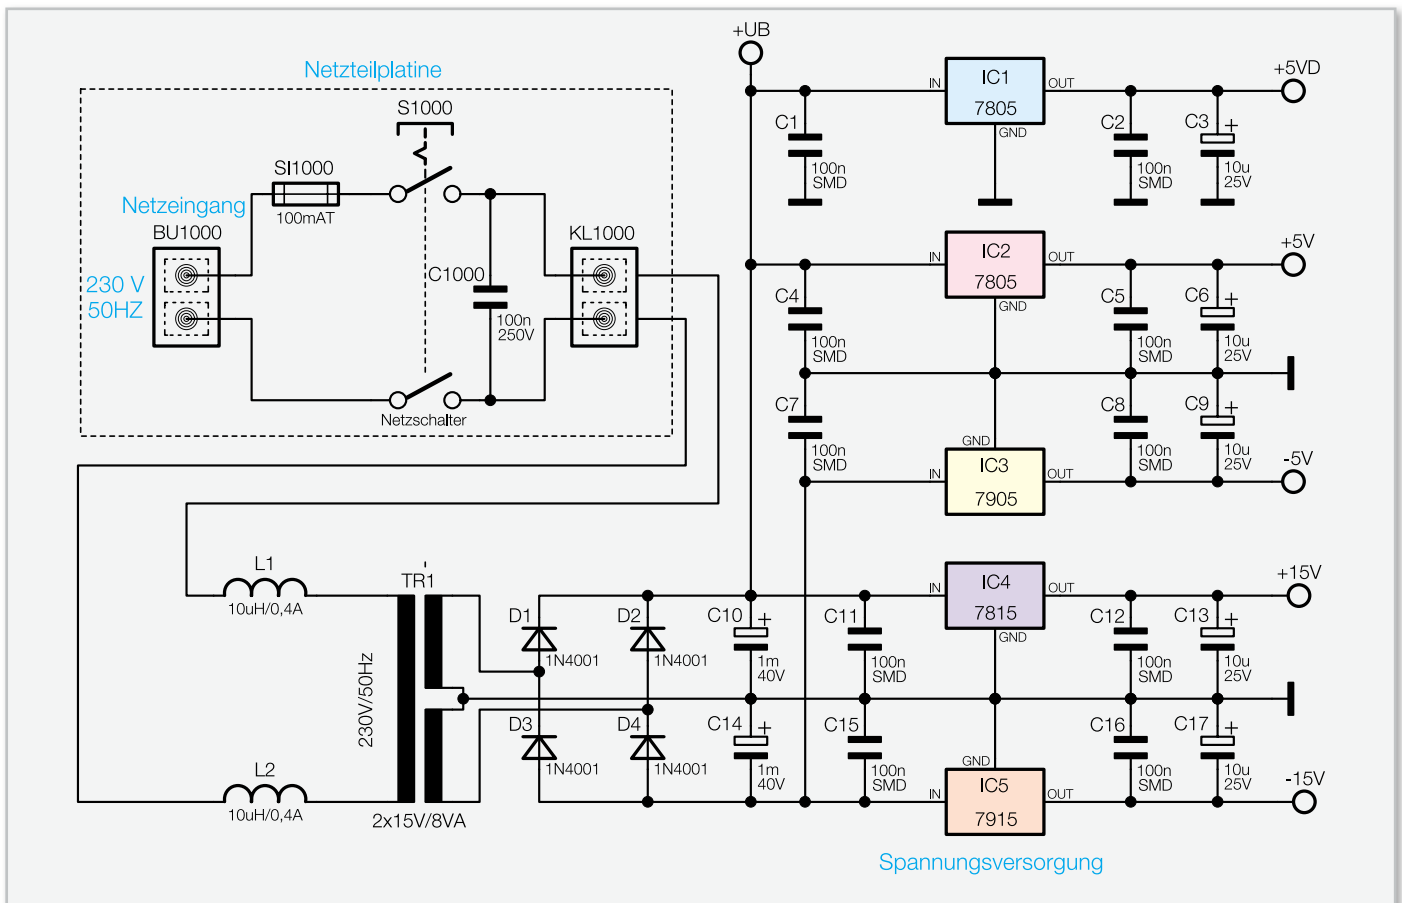 +UB
Netzteilplatine
S1000
SI1000
100mAT
Netzeingang
BU1000
230 V
50HZ
C1000
100n
250V
KL1000
Netzschalter
IN
IC1
7805
OUT
GND
+5VD
C1
100n
SMD
C2
100n
SMD
C3
+
10u
25V
IN
IC2
7805
OUT
GND
+5V
C4
100n
SMD
C5
100n
SMD
C6
+
10u
25V
C7
100n
SMD
C8
100n
SMD
C9
+
10u
25V
GND
IN
IC3
7905
OUT
-5V
L1
10uH/0,4A
L2
10uH/0,4A
TR1
230V/50Hz
2x15V/8VA
D1
1N4001
D2
1N4001
D3
1N4001
D4
1N4001
C10
+
1m
40V
C11
100n
SMD
IN
IC4
7815
OUT
GND
+15V
C12
100n
SMD
C13
+
10u
25V
C14
+
1m
40V
C15
100n
SMD
GND
IN
IC5
7915
OUT
-15V
C16
100n
SMD
C17
+
10u
25V
Spannungsversorgung